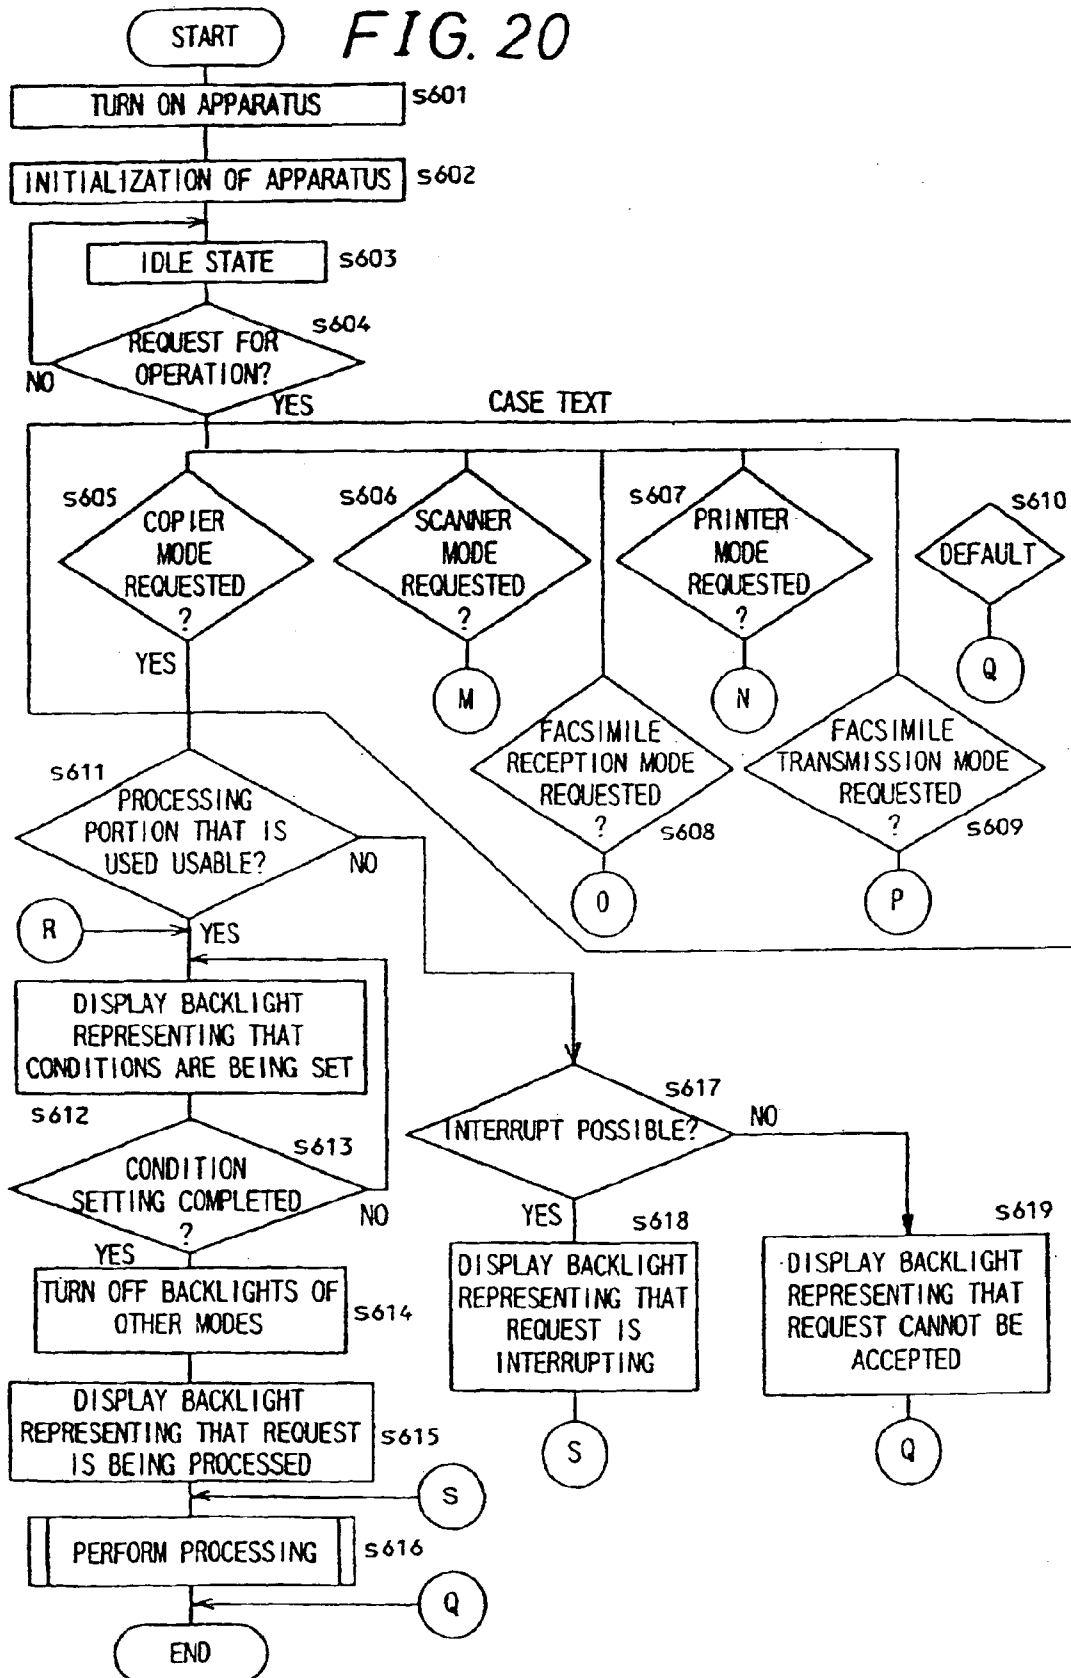 START
FIG. 20
TURN ON APPARATUS
S601
INITIALIZATION OF APPARATUS
S602
IDLE STATE
S603
S604
REQUEST FOR
OPERATION?
NO
YES
CASE TEXT
S605
COPIER
MODE
REQUESTED
?
YES
S606
SCANNER
MODE
REQUESTED
?
M
S607
PRINTER
MODE
REQUESTED
?
N
S610
DEFAULT
Q
FACSIMILE
RECEPTION MODE
REQUESTED
?
S608
O
FACSIMILE
TRANSMISSION MODE
REQUESTED
?
S609
P
S611
PROCESSING
PORTION THAT IS
USED USABLE?
NO
R
YES
DISPLAY BACKLIGHT
REPRESENTING THAT
CONDITIONS ARE BEING SET
S612
S613
CONDITION
SETTING COMPLETED
?
NO
YES
TURN OFF BACKLIGHTS OF
OTHER MODES
S614
DISPLAY BACKLIGHT
REPRESENTING THAT REQUEST
IS BEING PROCESSED
S615
S
PERFORM PROCESSING
S616
Q
END
S617
INTERRUPT POSSIBLE?
NO
YES
S618
DISPLAY BACKLIGHT
REPRESENTING THAT
REQUEST IS
INTERRUPTING
S
S619
DISPLAY BACKLIGHT
REPRESENTING THAT
REQUEST CANNOT BE
ACCEPTED
Q